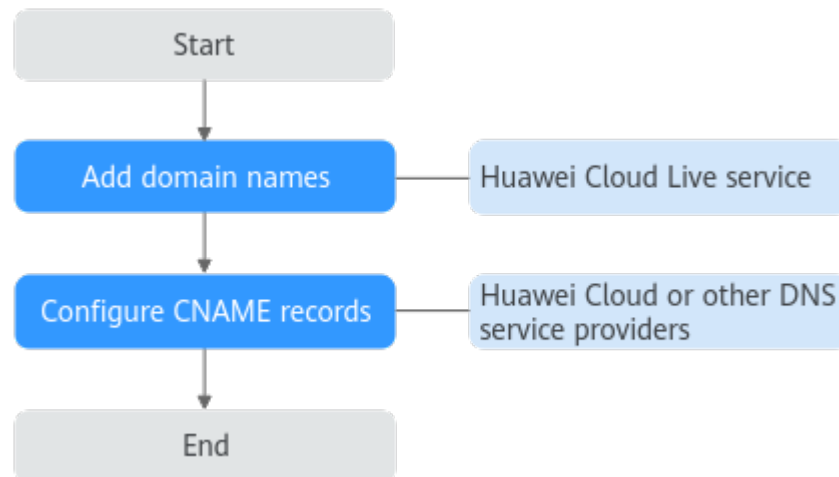 Start
Add domain names
Huawei Cloud Live service
Configure CNAME records
Huawei Cloud or other DNS
service providers
End